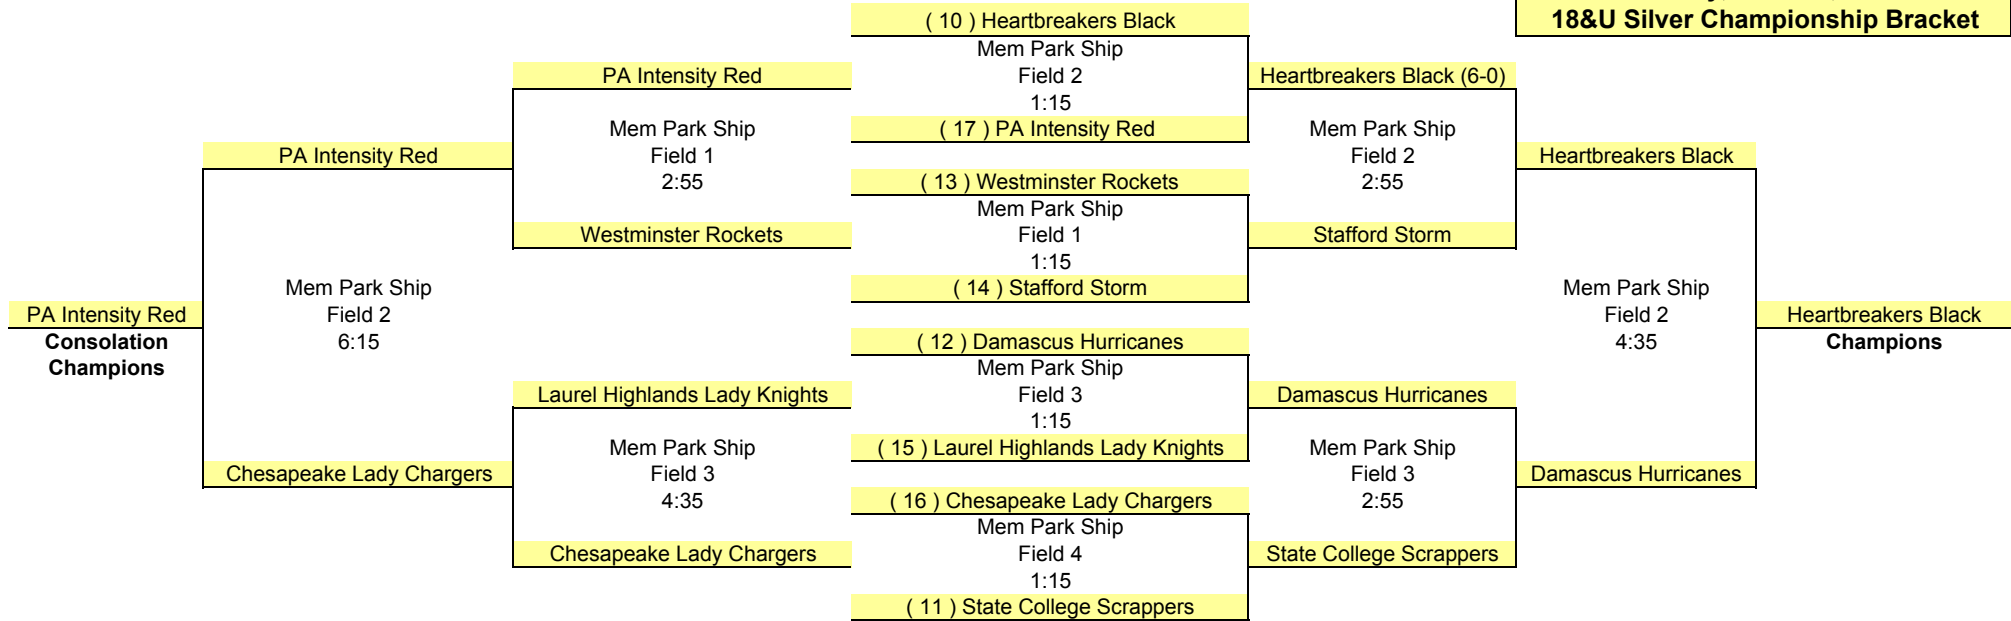 18&U Silver Championship Bracket
( 10 ) Heartbreakers Black
Mem Park Ship
Field 2
1:15
( 17 ) PA Intensity Red
( 13 ) Westminster Rockets
Mem Park Ship
Field 1
1:15
( 14 ) Stafford Storm
( 12 ) Damascus Hurricanes
Mem Park Ship
Field 3
1:15
( 15 ) Laurel Highlands Lady Knights
( 16 ) Chesapeake Lady Chargers
Mem Park Ship
Field 4
1:15
( 11 ) State College Scrappers
PA Intensity Red
Mem Park Ship
Field 1
2:55
Westminster Rockets
Laurel Highlands Lady Knights
Mem Park Ship
Field 3
4:35
Chesapeake Lady Chargers
PA Intensity Red
Mem Park Ship
Field 2
6:15
Chesapeake Lady Chargers
PA Intensity Red
Consolation
Champions
Heartbreakers Black (6-0)
Mem Park Ship
Field 2
2:55
Stafford Storm
Damascus Hurricanes
Mem Park Ship
Field 3
2:55
State College Scrappers
Heartbreakers Black
Mem Park Ship
Field 2
4:35
Damascus Hurricanes
Heartbreakers Black
Champions